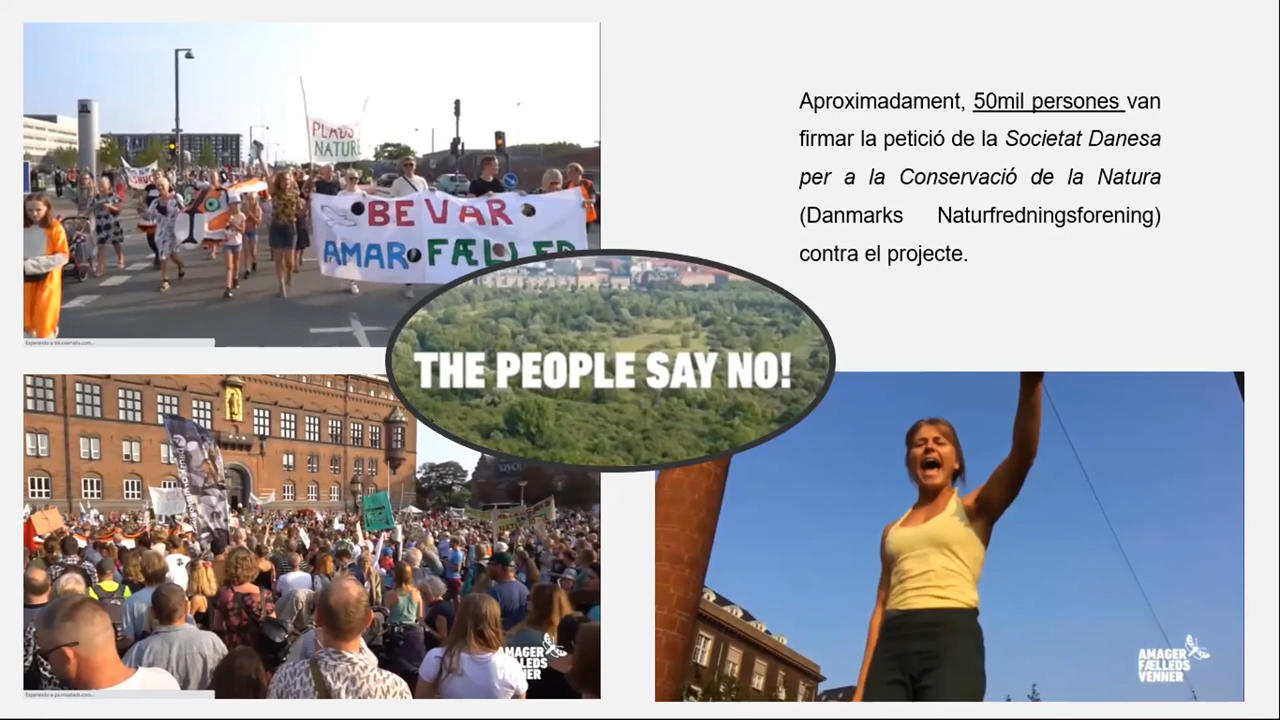 PLADS
NATURE
BEVAR
AMAR FÆLLED
Aproximadament, 50mil persones van
firmar la petició de la Societat Danesa
per a la Conservació de la Natura
(Danmarks Naturfredningsforening)
contra el projecte.
THE PEOPLE SAY NO!
AMAGER
FÆLLEDS
VENNER
AMAGER
FÆLLEDS
VENNER